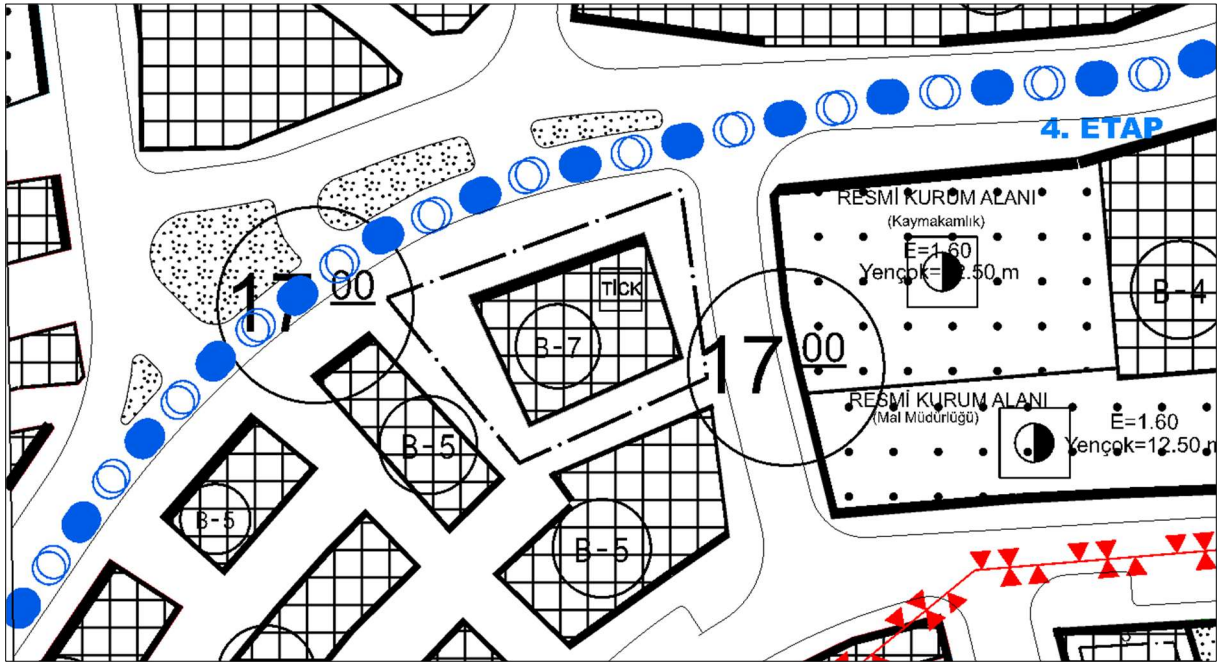 4. ETAP
RESMİ KURUM ALANI
(Kaymakamlık)
E=1.60
Yençok=12.50 m
17 00
TİCK
B-4
B-7
17 00
RESMİ KURUM ALANI
(Mal Müdürlüğü)
E=1.60
Yençok=12.50 m
B-5
B-5
B-5